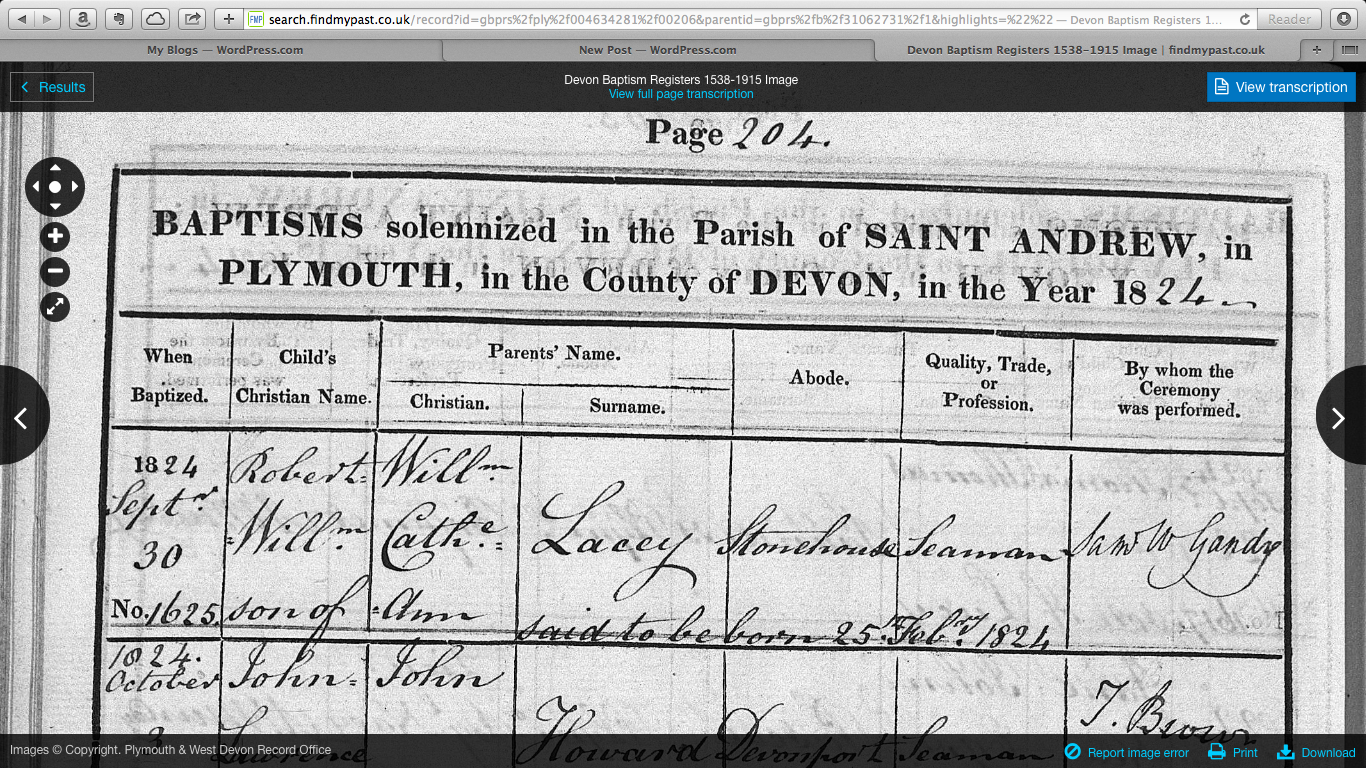 search.findmypast.co.uk/record?id=gbprs%2fply%2f004634281%2f00206&parentid=gbprs%2fb%2f31062731%2f1&highlights=%22%22 — Devon Baptism Registers 1...
Reader
My Blogs — WordPress.com
New Post — WordPress.com
Devon Baptism Registers 1538-1915 Image | findmypast.co.uk
Results
Devon Baptism Registers 1538-1915 Image
View full page transcription
View transcription
Page 204.
BAPTISMS solemnized in the Parish of SAINT ANDREW, in
PLYMOUTH, in the County of DEVON, in the Year 1824.
When Baptized.
Child's Christian Name.
Parents' Name.
Christian.
Surname.
Abode.
Quality, Trade, or Profession.
By whom the Ceremony was performed.
1824 Septr 30 No. 1625.
Robert= =Willm. son of
Willm. Cathe.= =Ann
Lacey
Stonehouse
Seaman
Saml W Gandy
said to be born 25th Febry. 1824
1824. October 3
John= Lawrence
John
Howard
Devonport
Seaman
T. Brown
Images © Copyright. Plymouth & West Devon Record Office
Report image error
Print
Download